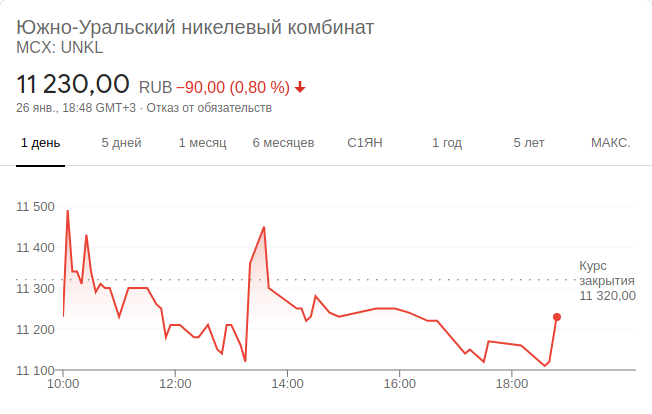 Южно-Уральский никелевый комбинат
MCX: UNKL
11 230,00 RUB −90,00 (0,80 %)
26 янв., 18:48 GMT+3 · Отказ от обязательств
1 день 5 дней 1 месяц 6 месяцев С1ЯН 1 год 5 лет МАКС.
11 500
11 400
Курс
закрытия
11 300
11 320,00
11 200
11 100
10:00 12:00 14:00 16:00 18:00